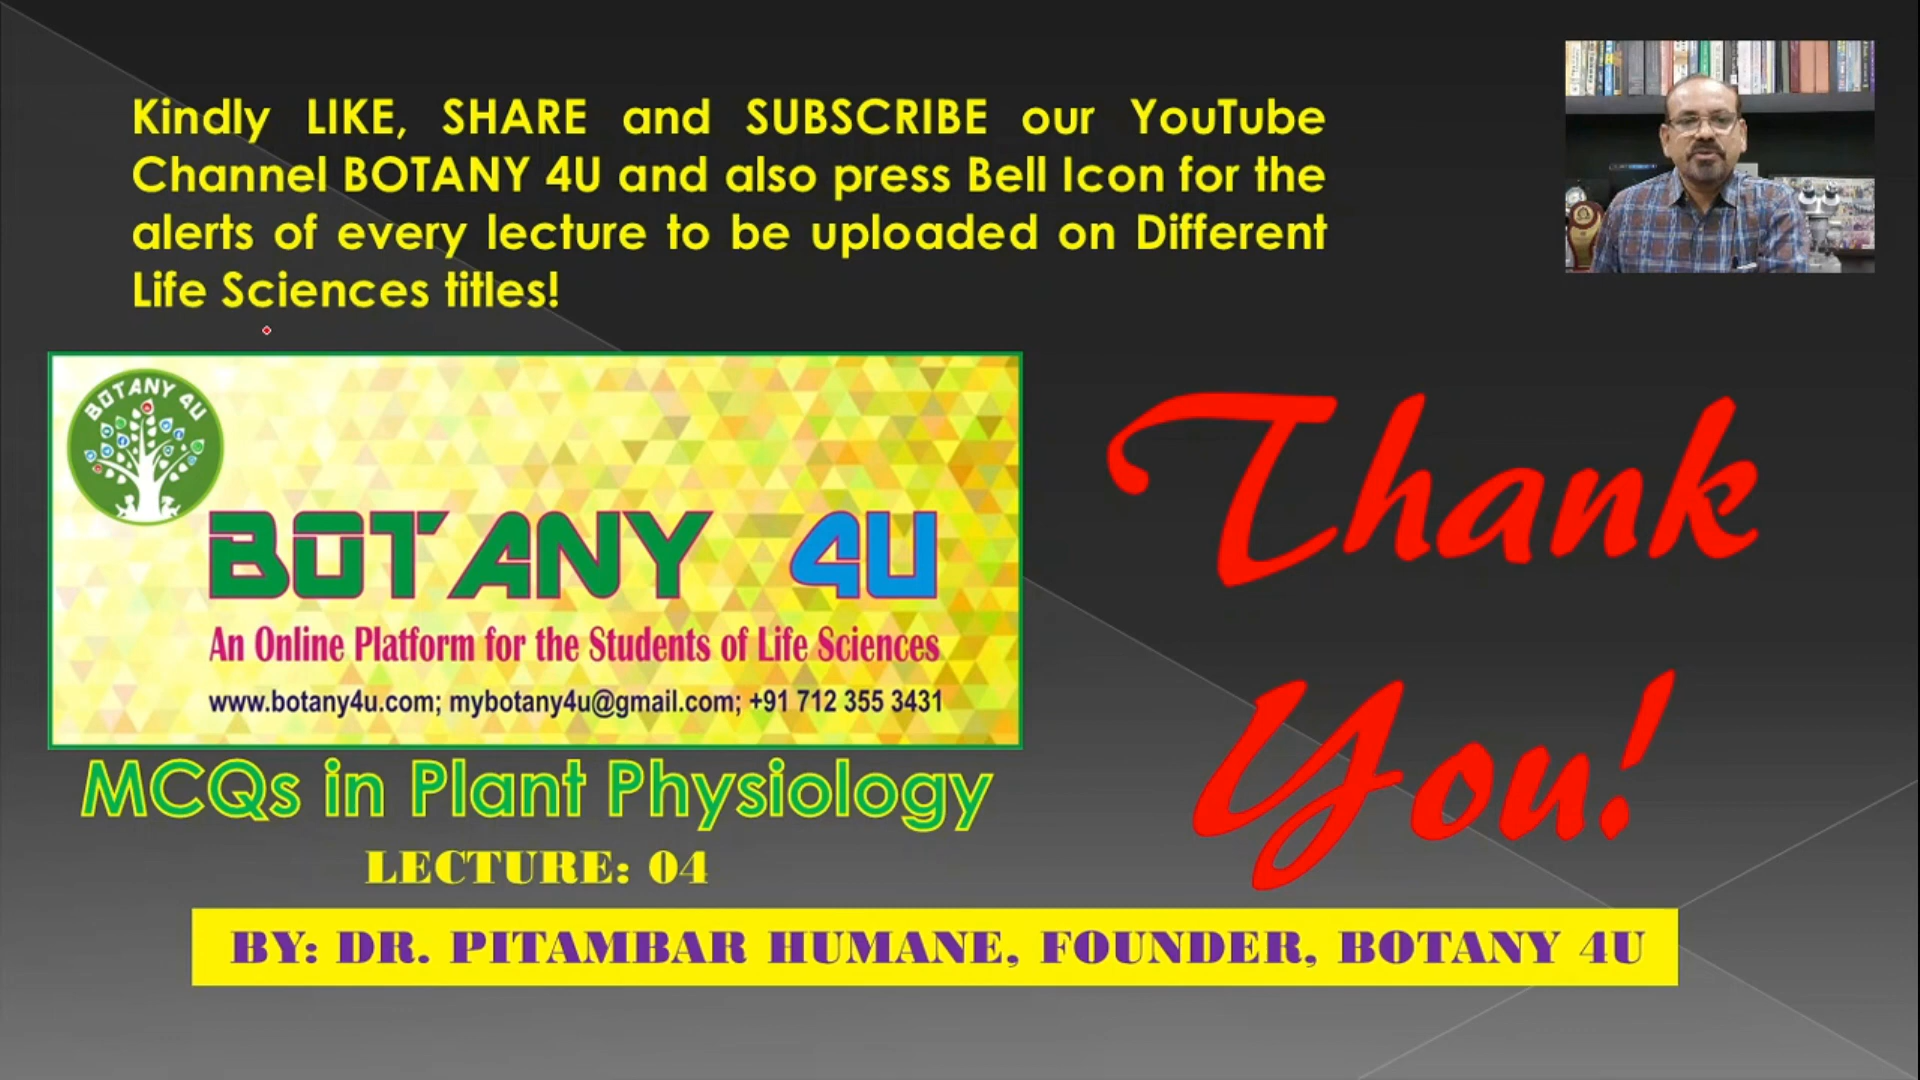 Kindly LIKE, SHARE and SUBSCRIBE our YouTube
Channel BOTANY 4U and also press Bell Icon for the
alerts of every lecture to be uploaded on Different
Life Sciences titles!
BOTANY 4U
BOTANY 4U
An Online Platform for the Students of Life Sciences
www.botany4u.com; mybotany4u@gmail.com; +91 712 355 3431
Thank
You!
MCQs in Plant Physiology
LECTURE: 04
BY: DR. PITAMBAR HUMANE, FOUNDER, BOTANY 4U